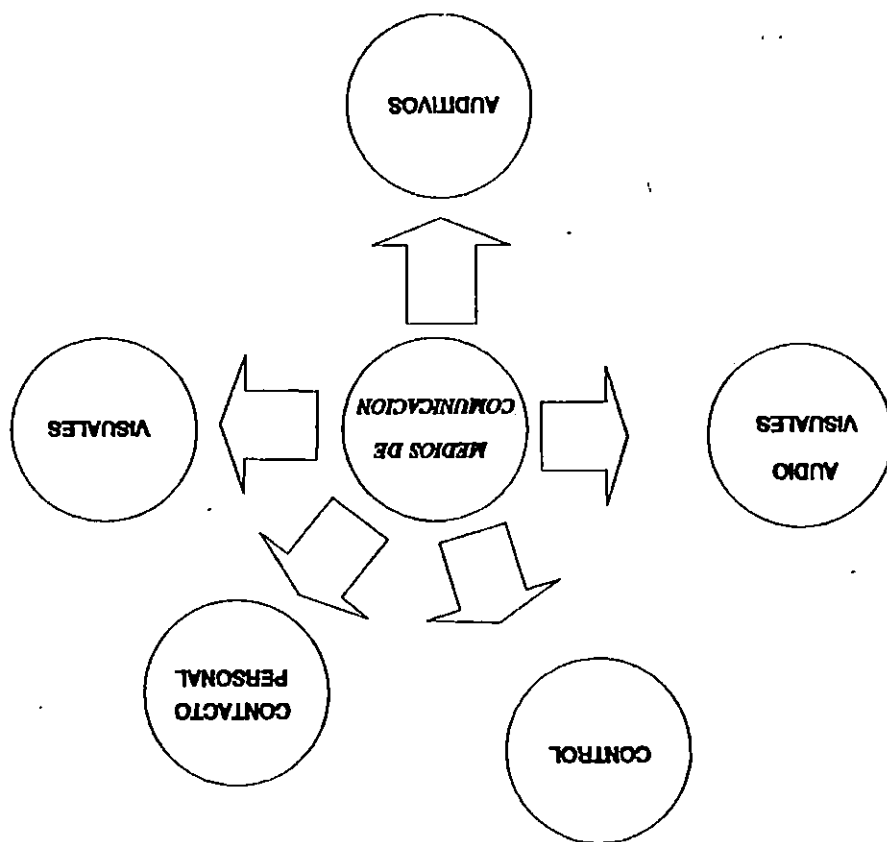 CONTROL
CONTACTO
PERSONAL
AUDIO
VISUALES
MEDIOS DE
COMUNICACION
VISUALES
AUDITIVOS